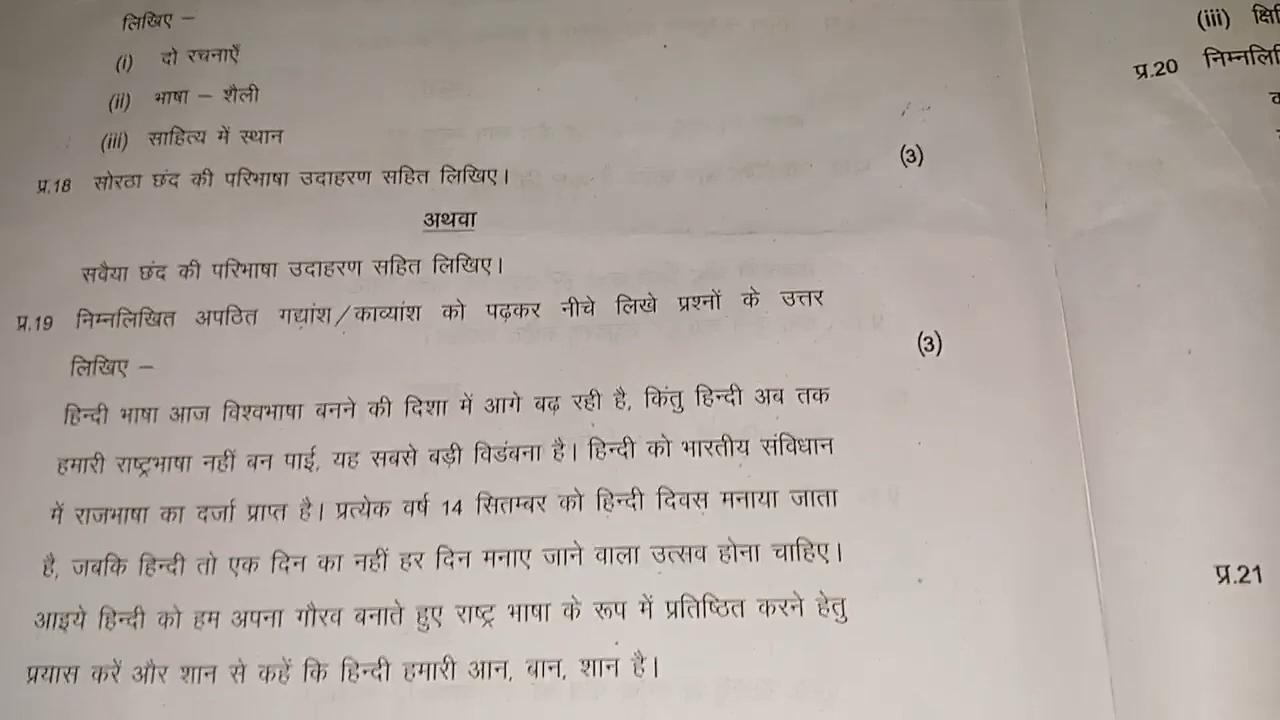 लिखिए –
(i) दो रचनाएँ
(ii) भाषा – शैली
(iii) साहित्य में स्थान
प्र.18 सोरठा छंद की परिभाषा उदाहरण सहित लिखिए। (3)
अथवा
सवैया छंद की परिभाषा उदाहरण सहित लिखिए।
प्र.19 निम्नलिखित अपठित गद्यांश/काव्यांश को पढ़कर नीचे लिखे प्रश्नों के उत्तर
लिखिए – (3)
हिन्दी भाषा आज विश्वभाषा बनने की दिशा में आगे बढ़ रही है, किंतु हिन्दी अब तक
हमारी राष्ट्रभाषा नहीं बन पाई, यह सबसे बड़ी विडंबना है। हिन्दी को भारतीय संविधान
में राजभाषा का दर्जा प्राप्त है। प्रत्येक वर्ष 14 सितम्बर को हिन्दी दिवस मनाया जाता
है, जबकि हिन्दी तो एक दिन का नहीं हर दिन मनाए जाने वाला उत्सव होना चाहिए।
आइये हिन्दी को हम अपना गौरव बनाते हुए राष्ट्र भाषा के रूप में प्रतिष्ठित करने हेतु
प्रयास करें और शान से कहें कि हिन्दी हमारी आन, बान, शान है।
(iii)
प्र.20
प्र.21